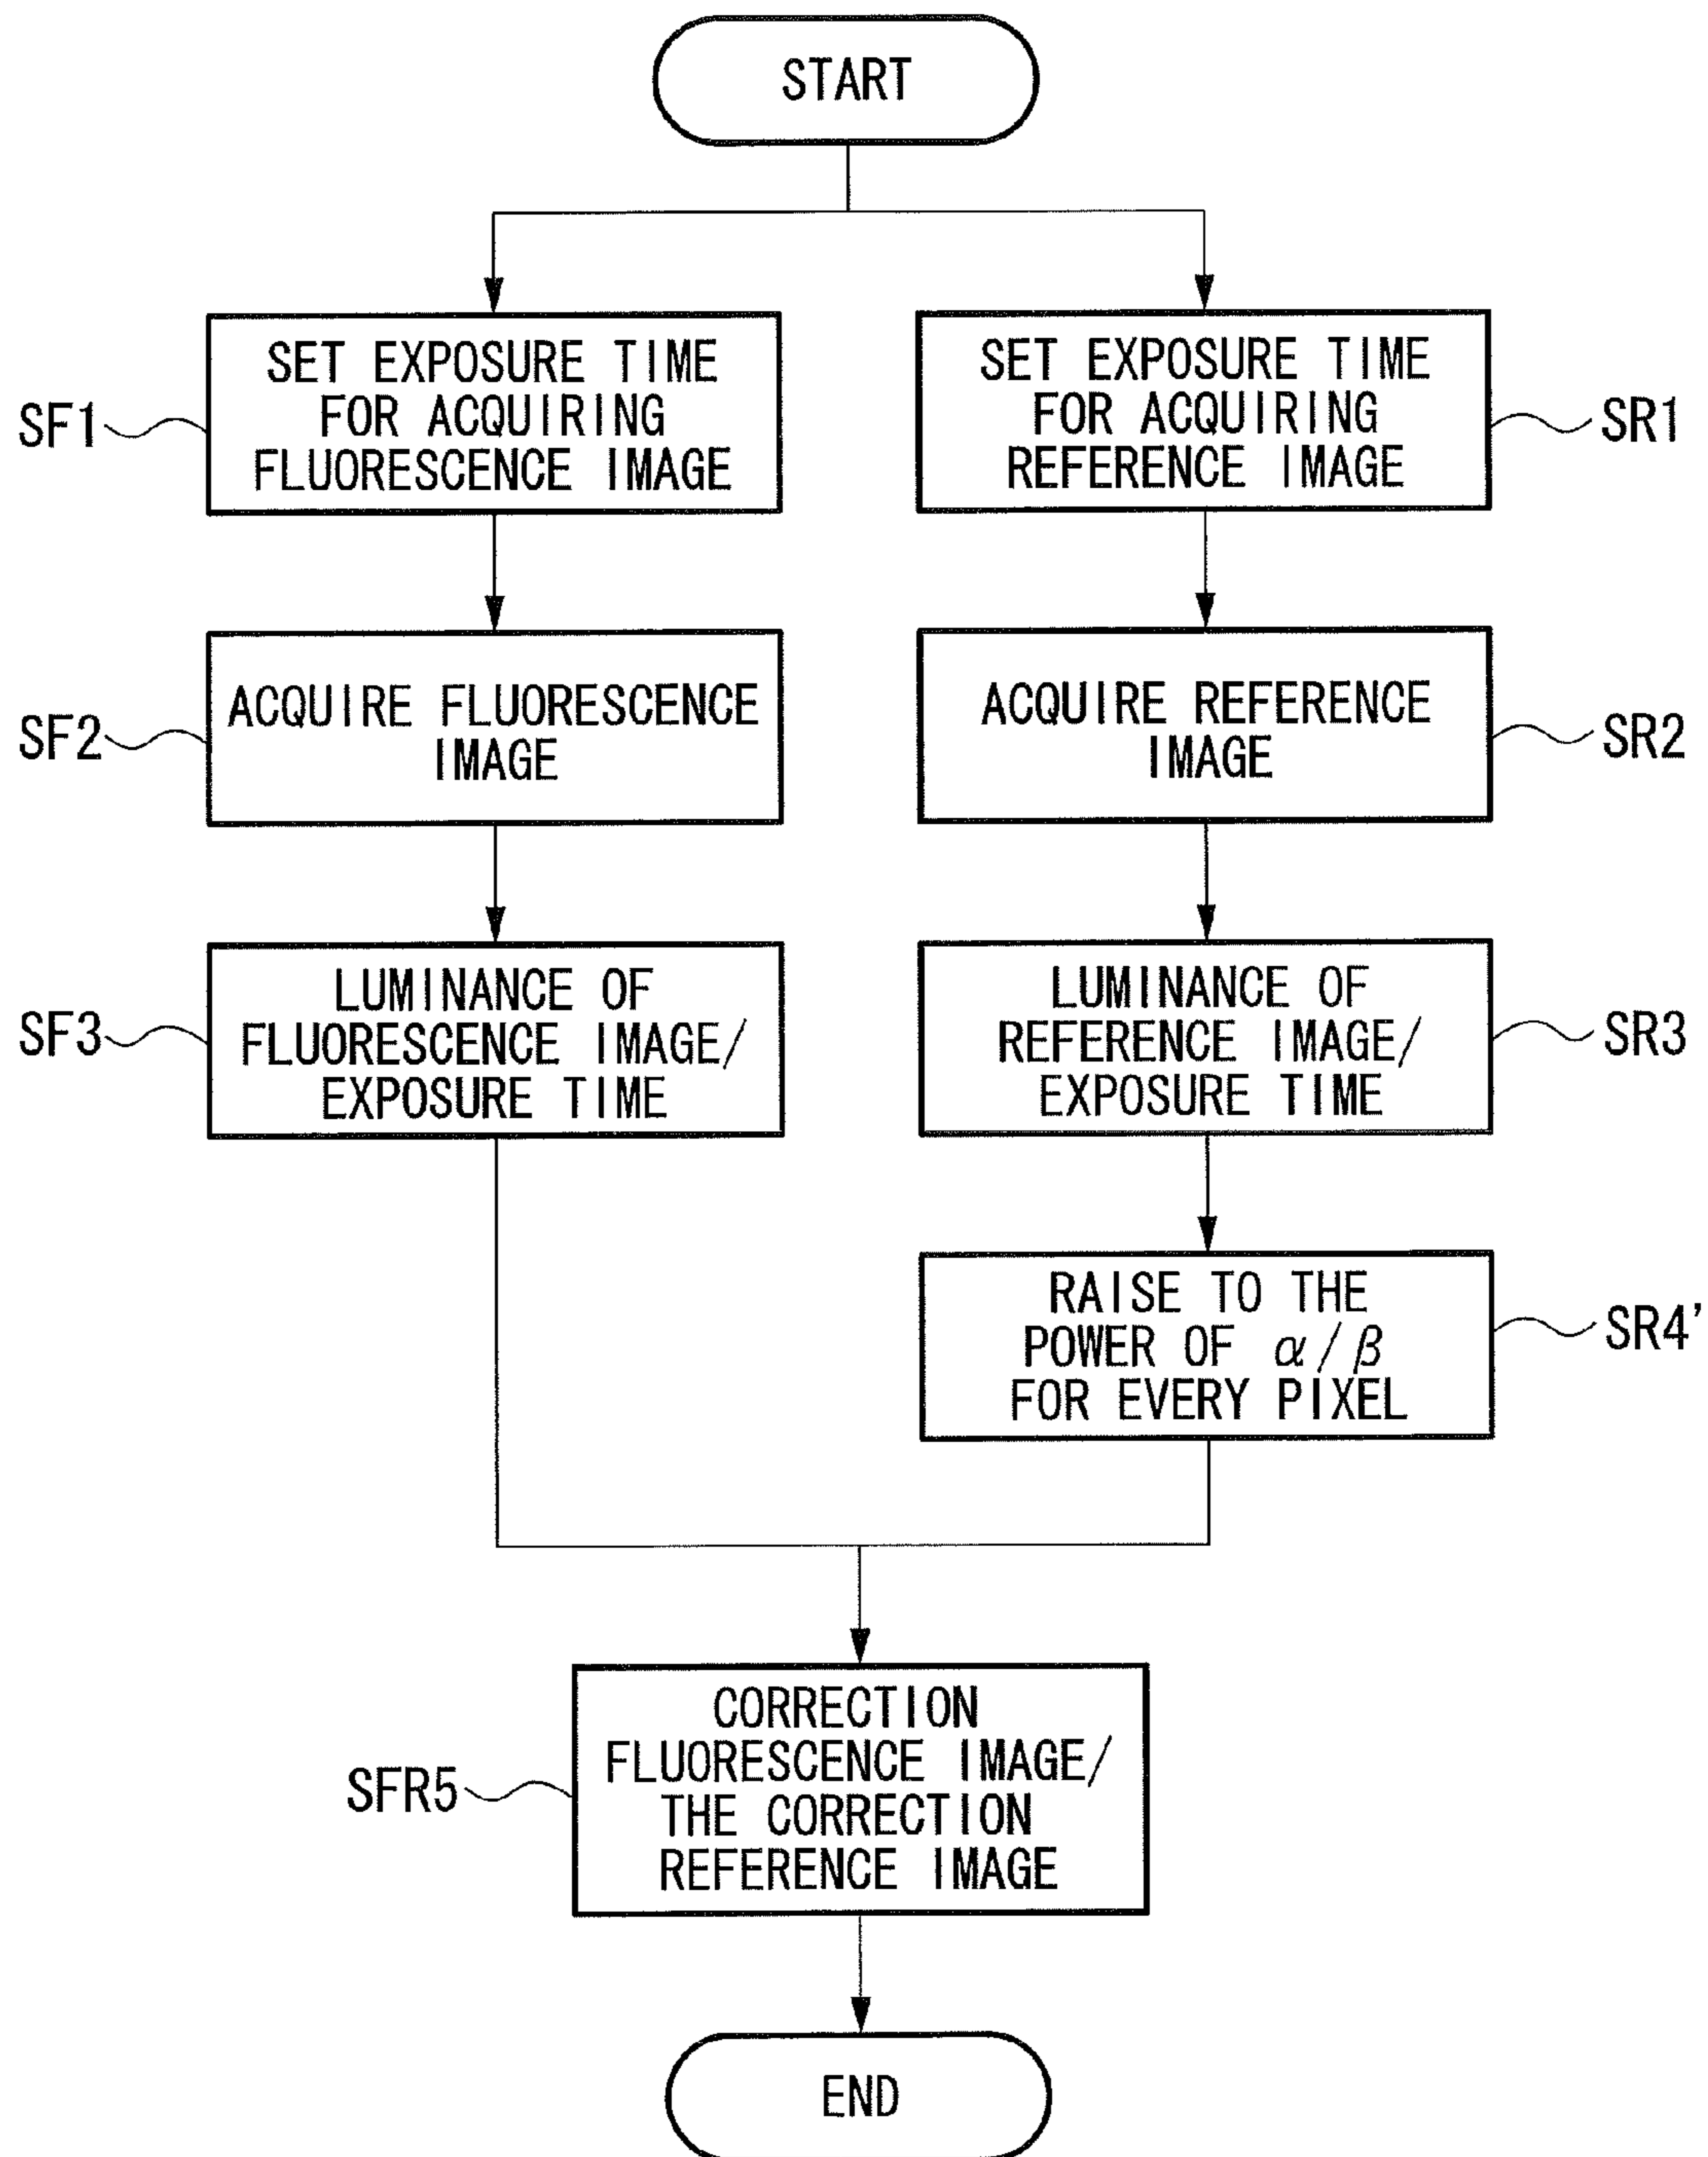 START
SF1
SET EXPOSURE TIME
FOR ACQUIRING
FLUORESCENCE IMAGE
SET EXPOSURE TIME
FOR ACQUIRING
REFERENCE IMAGE
SR1
SF2
ACQUIRE FLUORESCENCE
IMAGE
ACQUIRE REFERENCE
IMAGE
SR2
SF3
LUMINANCE OF
FLUORESCENCE IMAGE/
EXPOSURE TIME
LUMINANCE OF
REFERENCE IMAGE/
EXPOSURE TIME
SR3
RAISE TO THE
POWER OF α/β
FOR EVERY PIXEL
SR4'
SFR5
CORRECTION
FLUORESCENCE IMAGE/
THE CORRECTION
REFERENCE IMAGE
END